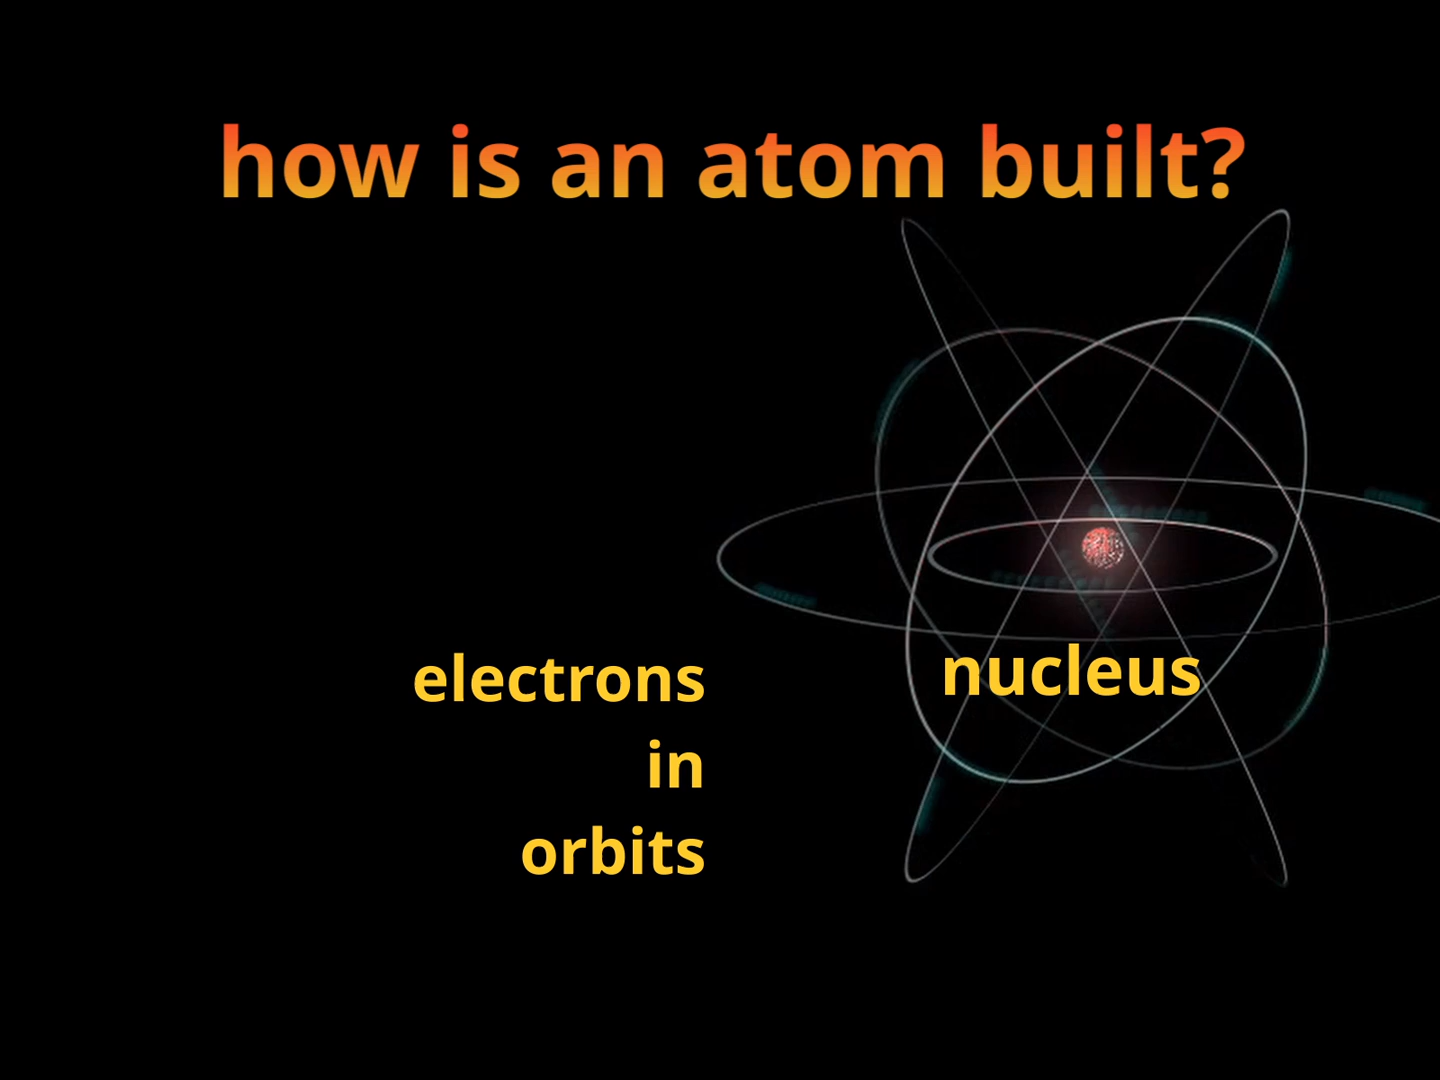 how is an atom built?
electrons
in
orbits
nucleus